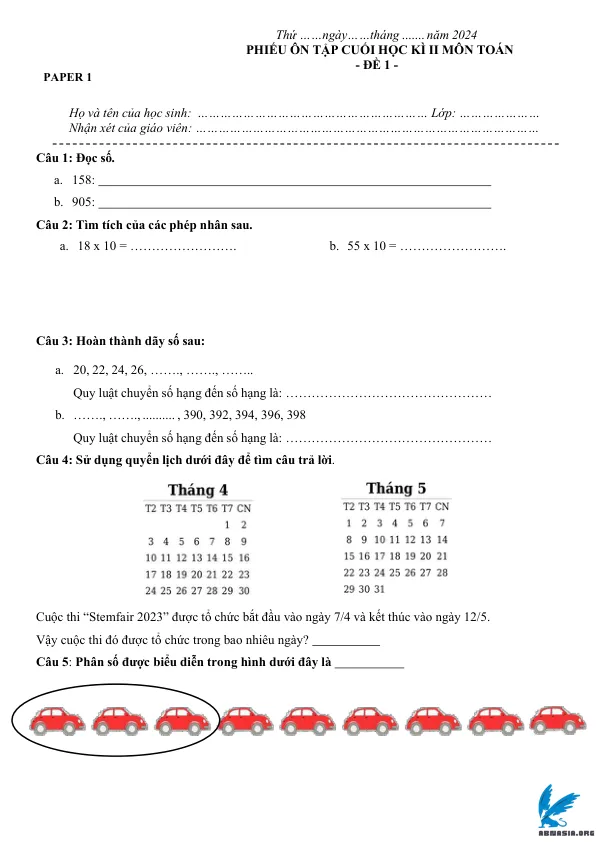 Thứ ……ngày……tháng ....... năm 2024
PHIẾU ÔN TẬP CUỐI HỌC KÌ II MÔN TOÁN
- ĐỀ 1 -
PAPER 1
Họ và tên của học sinh: …………………………………………………… Lớp: …………………
Nhận xét của giáo viên: ………………………………………………………………………………
Câu 1: Đọc số.
a. 158: ____________________________________________________________
b. 905: ____________________________________________________________
Câu 2: Tìm tích của các phép nhân sau.
a. 18 x 10 = ……………………. b. 55 x 10 = …………………….
Câu 3: Hoàn thành dãy số sau:
a. 20, 22, 24, 26, ……., ……., ……..
Quy luật chuyển số hạng đến số hạng là: ……………………………………………
b. ……., ……., .......... , 390, 392, 394, 396, 398
Quy luật chuyển số hạng đến số hạng là: ……………………………………………
Câu 4: Sử dụng quyển lịch dưới đây để tìm câu trả lời.
Tháng 4
T2 T3 T4 T5 T6 T7 CN
1 2
3 4 5 6 7 8 9
10 11 12 13 14 15 16
17 18 19 20 21 22 23
24 25 26 27 28 29 30
Tháng 5
T2 T3 T4 T5 T6 T7 CN
1 2 3 4 5 6 7
8 9 10 11 12 13 14
15 16 17 18 19 20 21
22 23 24 25 26 27 28
29 30 31
Cuộc thi “Stemfair 2023” được tổ chức bắt đầu vào ngày 7/4 và kết thúc vào ngày 12/5.
Vậy cuộc thi đó được tổ chức trong bao nhiêu ngày? ___________
Câu 5: Phân số được biểu diễn trong hình dưới đây là ___________
ABNASIA.ORG